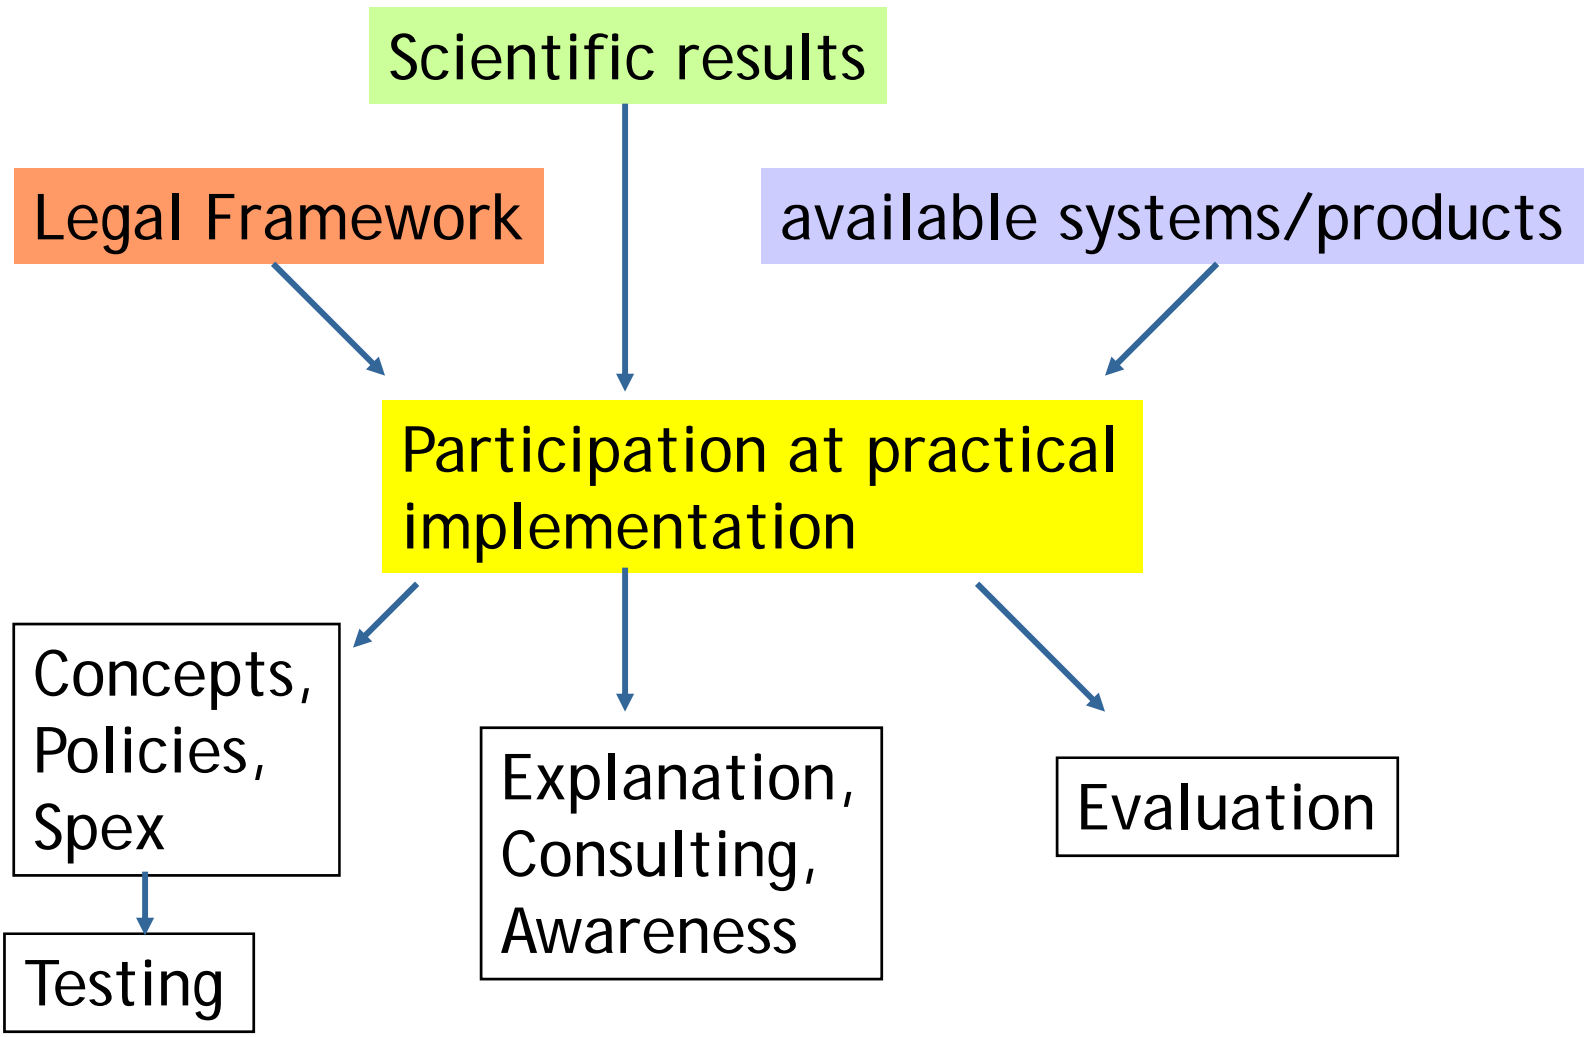 Scientific results
Legal Framework
available systems/products
Participation at practical
implementation
Concepts,
Policies,
Spex
Explanation,
Consulting,
Awareness
Evaluation
Testing